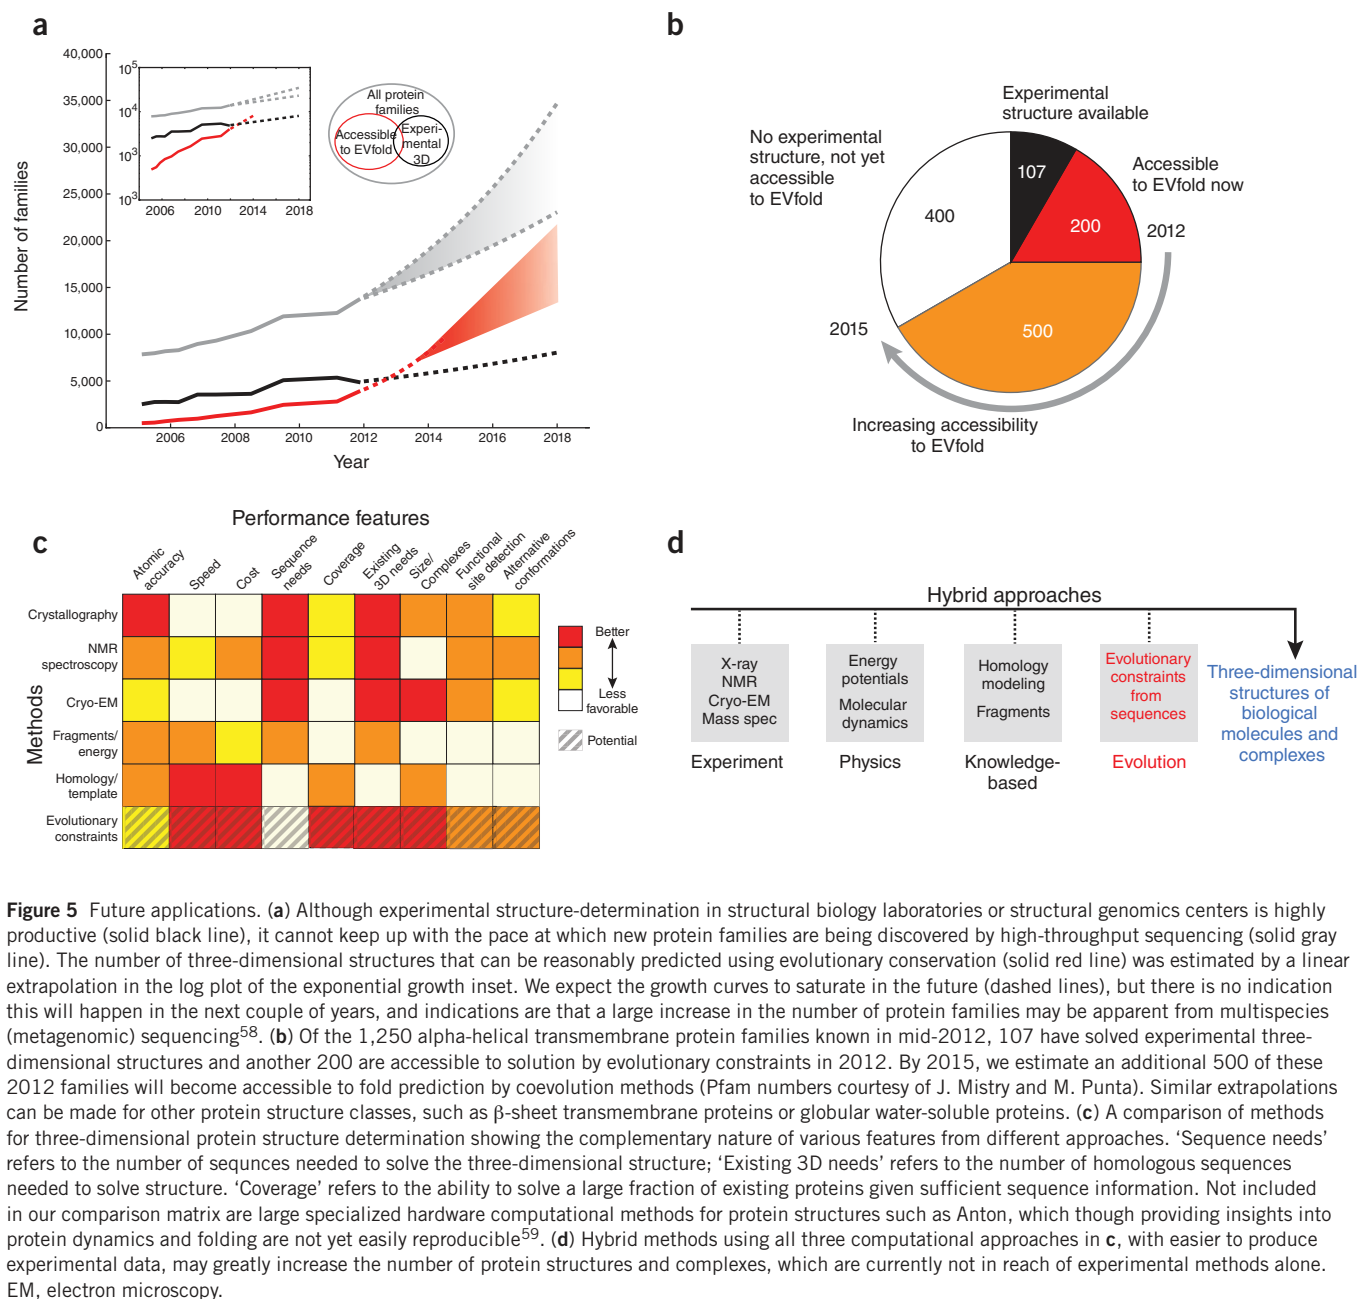 a
Number of families
40,000
35,000
30,000
25,000
20,000
15,000
10,000
5,000
0
2006
2008
2010
2012
2014
2016
2018
Year
10^5
10^4
10^3
10^3
2006
2010
2014
2018
All protein
families
Accessible
to EVfold
Experi-
mental
3D
b
Experimental
structure available
No experimental
structure, not yet
accessible
to EVfold
Accessible
to EVfold now
107
200
400
500
2012
2015
Increasing accessibility
to EVfold
c
Performance features
Atomic
accuracy
Speed
Cost
Sequence
needs
Coverage
Existing
3D needs
Size/
Complexes
Functional
site detection
Alternative
conformations
Methods
Crystallography
NMR
spectroscopy
Cryo-EM
Fragments/
energy
Homology/
template
Evolutionary
constraints
Better
Less
favorable
Potential
d
Hybrid approaches
X-ray
NMR
Cryo-EM
Mass spec
Experiment
Energy
potentials
Molecular
dynamics
Physics
Homology
modeling
Fragments
Knowledge-
based
Evolutionary
constraints
from
sequences
Evolution
Three-dimensional
structures of
biological
molecules and
complexes
Figure 5 Future applications. (a) Although experimental structure-determination in structural biology laboratories or structural genomics centers is highly
productive (solid black line), it cannot keep up with the pace at which new protein families are being discovered by high-throughput sequencing (solid gray
line). The number of three-dimensional structures that can be reasonably predicted using evolutionary conservation (solid red line) was estimated by a linear
extrapolation in the log plot of the exponential growth inset. We expect the growth curves to saturate in the future (dashed lines), but there is no indication
this will happen in the next couple of years, and indications are that a large increase in the number of protein families may be apparent from multispecies
(metagenomic) sequencing58. (b) Of the 1,250 alpha-helical transmembrane protein families known in mid-2012, 107 have solved experimental three-
dimensional structures and another 200 are accessible to solution by evolutionary constraints in 2012. By 2015, we estimate an additional 500 of these
2012 families will become accessible to fold prediction by coevolution methods (Pfam numbers courtesy of J. Mistry and M. Punta). Similar extrapolations
can be made for other protein structure classes, such as β-sheet transmembrane proteins or globular water-soluble proteins. (c) A comparison of methods
for three-dimensional protein structure determination showing the complementary nature of various features from different approaches. ‘Sequence needs’
refers to the number of sequnces needed to solve the three-dimensional structure; ‘Existing 3D needs’ refers to the number of homologous sequences
needed to solve structure. ‘Coverage’ refers to the ability to solve a large fraction of existing proteins given sufficient sequence information. Not included
in our comparison matrix are large specialized hardware computational methods for protein structures such as Anton, which though providing insights into
protein dynamics and folding are not yet easily reproducible59. (d) Hybrid methods using all three computational approaches in c, with easier to produce
experimental data, may greatly increase the number of protein structures and complexes, which are currently not in reach of experimental methods alone.
EM, electron microscopy.